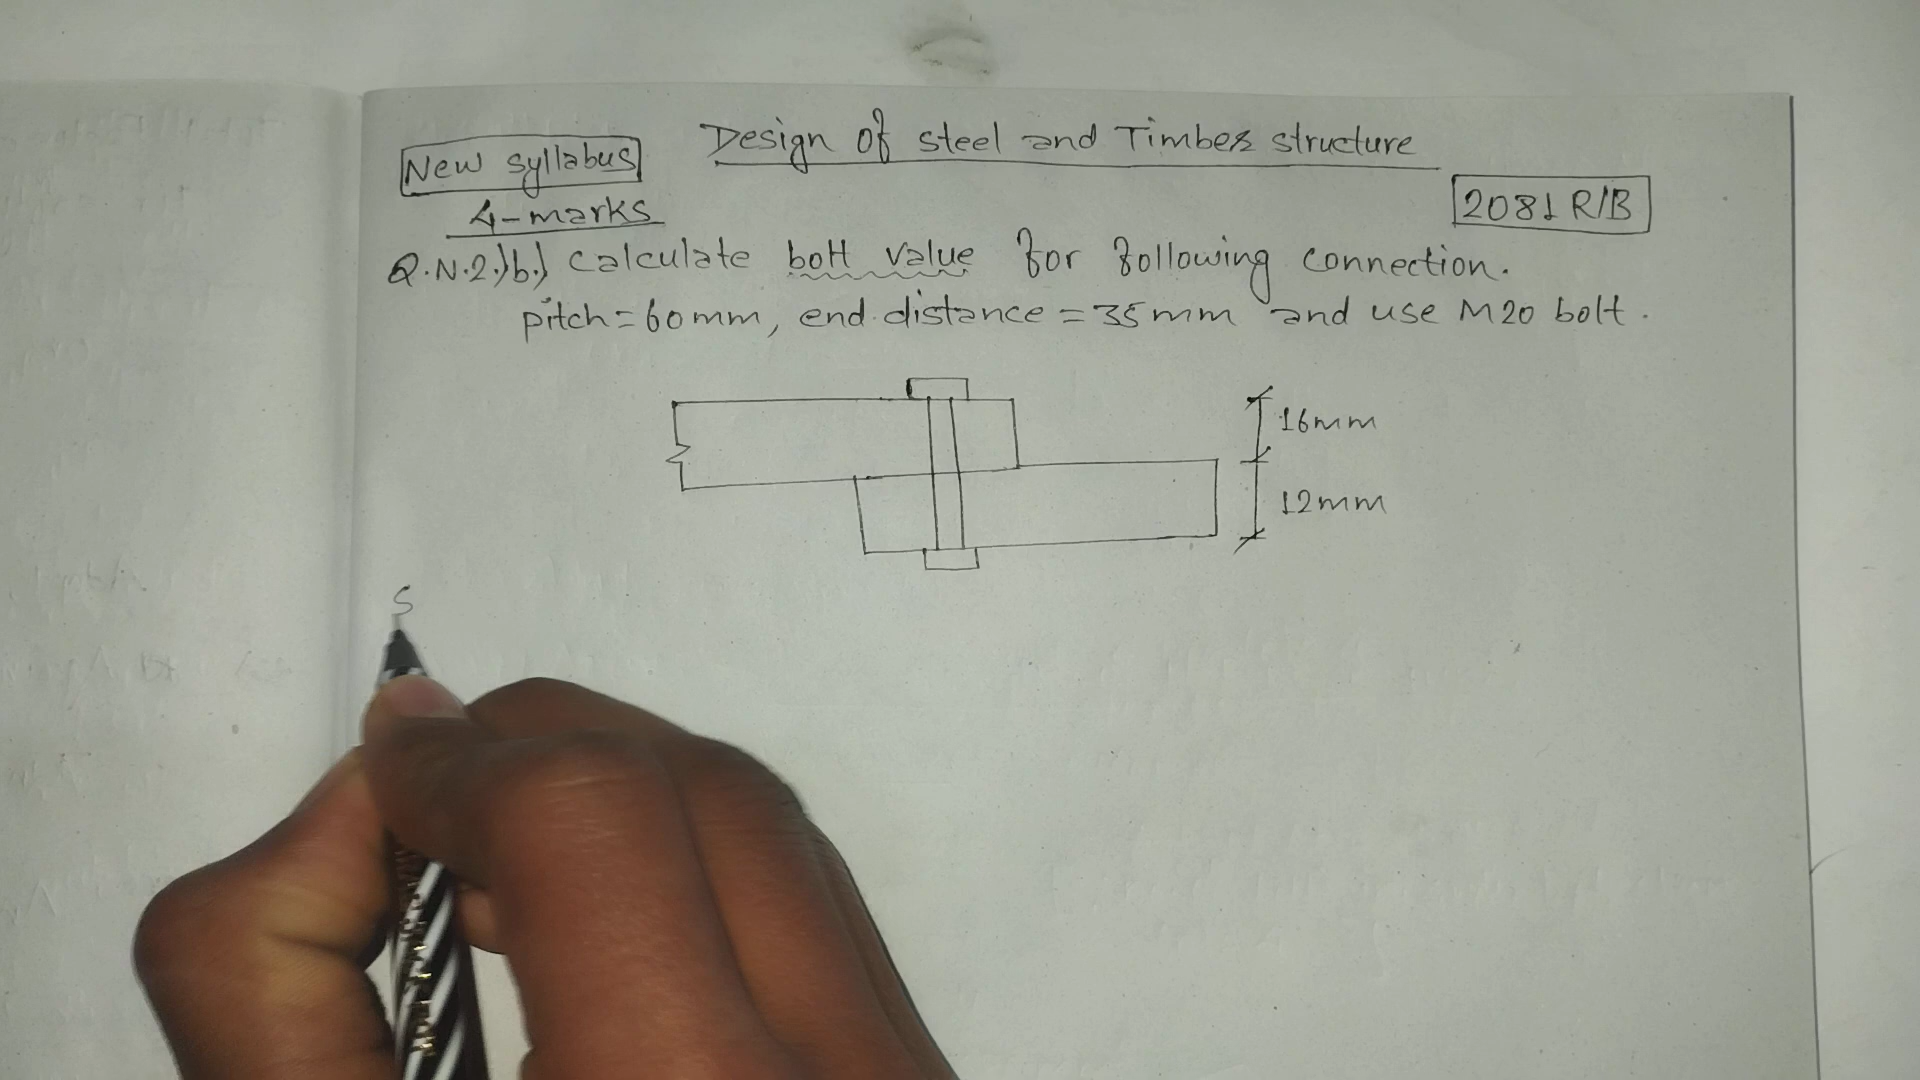 Design of steel and Timber structure
New syllabus
2081 R/B
4-marks
Q.N.2.)b.) Calculate bolt value for following connection.
pitch = 60mm, end distance = 35mm and use M20 bolt.
16mm
12mm
S